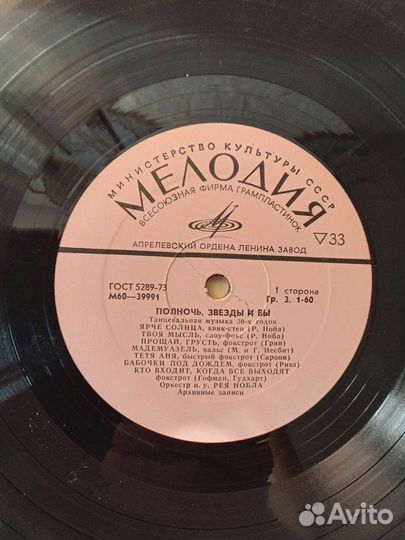 МИНИСТЕРСТВО КУЛЬТУРЫ СССР
МЕЛОДИЯ
ВСЕСОЮЗНАЯ ФИРМА ГРАМПЛАСТИНОК
АПРЕЛЕВСКИЙ ОРДЕНА ЛЕНИНА ЗАВОД
▽33
ГОСТ 5289-73
М60—39991
1 сторона
Гр. 3. 1-60
ПОЛНОЧЬ, ЗВЕЗДЫ И ВЫ
Танцевальная музыка 30-х годов
ЯРЧЕ СОЛНЦА, квик-степ (Р. Нобл)
ТВОЯ МЫСЛЬ, слоу-фокс (Р. Нобл)
ПРОЩАЙ, ГРУСТЬ, фокстрот (Грин)
МАДЕМУАЗЕЛЬ, вальс (М. и Г. Несбит)
ТЕТЯ АНЯ, быстрый фокстрот (Сарони)
БАБОЧКИ ПОД ДОЖДЕМ, фокстрот (Ривз)
КТО ВХОДИТ, КОГДА ВСЕ ВЫХОДЯТ
фокстрот (Гофман, Гудхарт)
Оркестр п. у. РЕЯ НОБЛА
Архивные записи
Avito